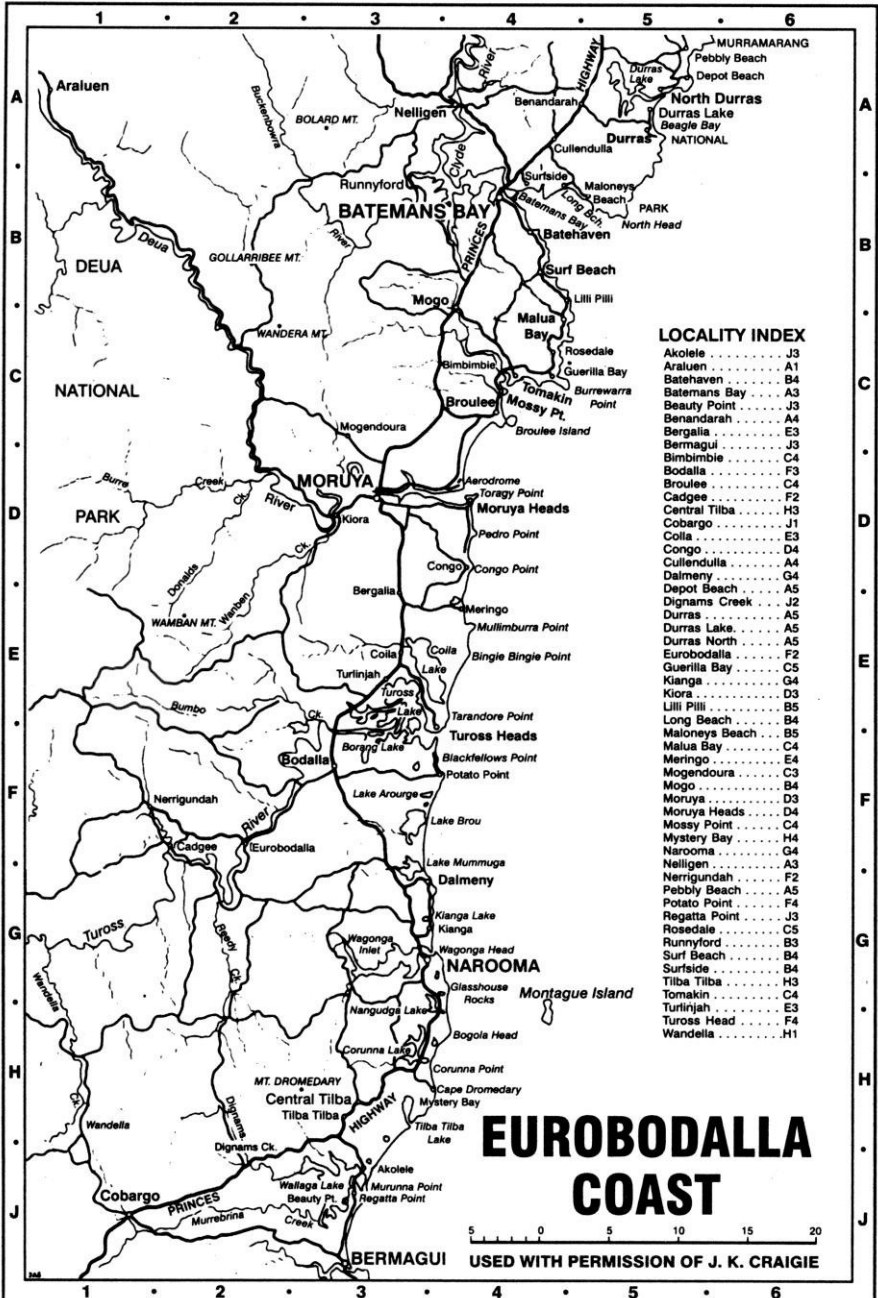 1 • 2 • 3 • 4 • 5 • 6
A
•
B
•
C
•
D
•
E
•
F
•
G
•
H
•
J
MURRAMARANG
Pebbly Beach
Depot Beach
Durras
Lake
North Durras
Durras Lake
Beagle Bay
Durras
NATIONAL
Araluen
Buckenbowra
BOLARD MT.
Nelligen
River
HIGHWAY
Benandarah
Cullendulla
Clyde
Runnyford
Surfside
Maloneys
Beach
Long Bch.
Batemans Bay
PARK
North Head
BATEMANS BAY
PRINCES
River
Batehaven
Deua
DEUA
GOLLARRIBEE MT.
Surf Beach
Lilli Pilli
Mogo
Malua
Bay
WANDERA MT.
Rosedale
Guerilla Bay
Bimbimbie
Tomakin
Burrewarra
Point
NATIONAL
Broulee
Mossy Pt.
Broulee Island
Mogendoura
MORUYA
Aerodrome
Toragy Point
Moruya Heads
Burre
Creek
Ck.
River
Kiora
PARK
Pedro Point
Donalds
Ck.
Wanben
Congo
Congo Point
Bergalia
Meringo
WAMBAN MT.
Mullimburra Point
Coila
Coila
Lake
Bingie Bingie Point
Turlinjah
Tuross
Lake
Bumbo
Ck.
Tarandore Point
Tuross Heads
Borang Lake
Bodalla
Blackfellows Point
Potato Point
Nerrigundah
River
Lake Arourge
Lake Brou
Cadgee
Eurobodalla
Lake Mummuga
Dalmeny
Kianga Lake
Kianga
Tuross
Reedy
Ck.
Wagonga
Inlet
Wagonga Head
NAROOMA
Wandella
Ck.
Glasshouse
Rocks
Montague Island
Nangudga Lake
Bogola Head
Corunna Lake
Corunna Point
MT. DROMEDARY
Cape Dromedary
Mystery Bay
Central Tilba
Tilba Tilba
HIGHWAY
Tilba Tilba
Lake
Wandella
Dignams
Dignams Ck.
Akolele
Wallaga Lake
Murunna Point
Beauty Pt.
Regatta Point
Cobargo
PRINCES
Murrebrina
Creek
BERMAGUI
LOCALITY INDEX
Akolele . . . . . . . . . J3
Araluen . . . . . . . . . A1
Batehaven . . . . . . . B4
Batemans Bay . . . . A3
Beauty Point . . . . . . J3
Benandarah . . . . . . A4
Bergalia . . . . . . . . . E3
Bermagui . . . . . . . . J3
Bimbimbie . . . . . . . C4
Bodalla . . . . . . . . . F3
Broulee . . . . . . . . . C4
Cadgee . . . . . . . . . F2
Central Tilba . . . . . H3
Cobargo . . . . . . . . J1
Colla . . . . . . . . . . . E3
Congo . . . . . . . . . . D4
Cullendulla . . . . . . A4
Dalmeny . . . . . . . . G4
Depot Beach . . . . . A5
Dignams Creek . . . J2
Durras . . . . . . . . . . A5
Durras Lake. . . . . . A5
Durras North . . . . . A5
Eurobodalla . . . . . . F2
Guerilla Bay . . . . . . C5
Kianga . . . . . . . . . . G4
Kiora . . . . . . . . . . . D3
Lilli Pilli . . . . . . . . . B5
Long Beach . . . . . . B4
Maloneys Beach . . . B5
Malua Bay . . . . . . . C4
Meringo . . . . . . . . . E4
Mogendoura . . . . . C3
Mogo . . . . . . . . . . . B4
Moruya . . . . . . . . . D3
Moruya Heads . . . . D4
Mossy Point . . . . . . C4
Mystery Bay . . . . . . H4
Narooma . . . . . . . . G4
Nelligen . . . . . . . . . A3
Nerrigundah . . . . . . F2
Pebbly Beach . . . . . A5
Potato Point . . . . . . F4
Regatta Point . . . . . J3
Rosedale . . . . . . . . C5
Runnyford . . . . . . . B3
Surf Beach . . . . . . . B4
Surfside . . . . . . . . . B4
Tilba Tilba . . . . . . . H3
Tomakin . . . . . . . . . C4
Turlinjah . . . . . . . . . E3
Tuross Head . . . . . . F4
Wandella . . . . . . . . .H1
EUROBODALLA
COAST
5 0 5 10 15 20
USED WITH PERMISSION OF J. K. CRAIGIE
A
•
B
•
C
•
D
•
E
•
F
•
G
•
H
•
J
1 • 2 • 3 • 4 • 5 • 6